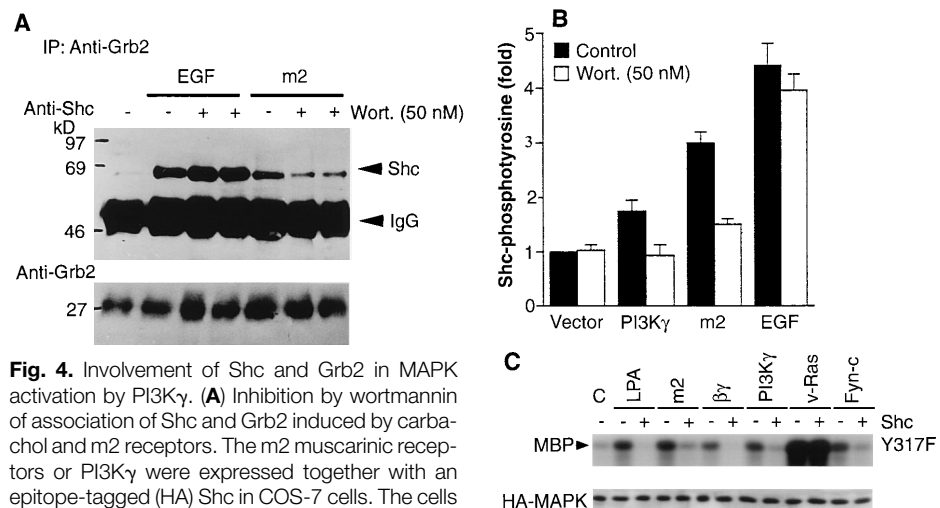 A
IP: Anti-Grb2
EGF m2
Anti-Shc - - + + - + + Wort. (50 nM)
kD
97
69
Shc
IgG
46
Anti-Grb2
27
Fig. 4. Involvement of Shc and Grb2 in MAPK
activation by PI3Kγ. (A) Inhibition by wortmannin
of association of Shc and Grb2 induced by carba-
chol and m2 receptors. The m2 muscarinic recep-
tors or PI3Kγ were expressed together with an
epitope-tagged (HA) Shc in COS-7 cells. The cells
B
Shc-phosphotyrosine (fold)
5
4
3
2
1
0
Control
Wort. (50 nM)
Vector PI3Kγ m2 EGF
C
C LPA m2 βγ PI3Kγ v-Ras Fyn-c
- - + - + - + - + - + - + Shc
MBP Y317F
HA-MAPK